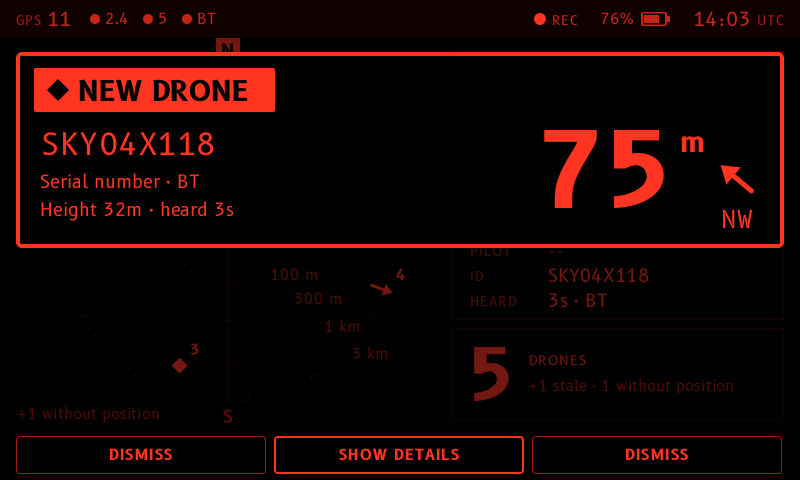 GPS 11 2.4 5 BT REC 76% 14:03 UTC
N
NEW DRONE
SKY04X118
Serial number · BT
Height 32m · heard 3s
75 m
NW
PILOT --
100 m
4
ID SKY04X118
300 m
HEARD 3s · BT
1 km
3
3 km
5 DRONES
+1 stale · 1 without position
+1 without position
S
DISMISS SHOW DETAILS DISMISS